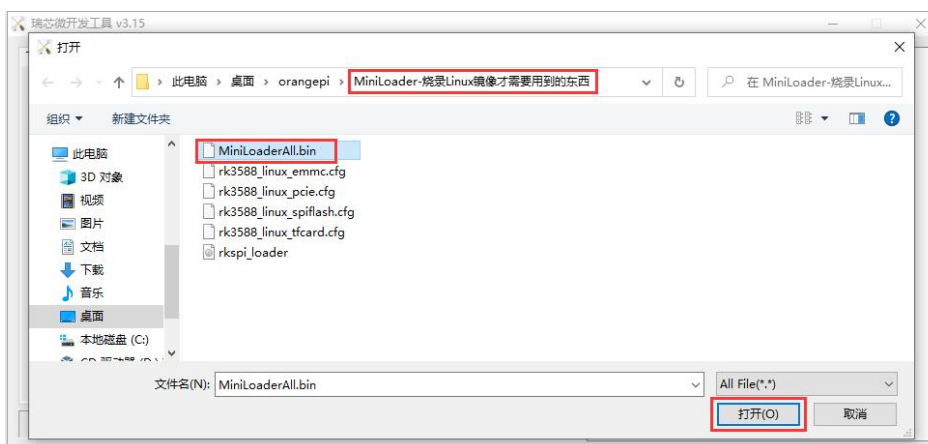 瑞芯微开发工具 v3.15
打开
此电脑 › 桌面 › orangepi › MiniLoader-烧录Linux镜像才需要用到的东西
在 MiniLoader-烧录Linux...
组织 新建文件夹
此电脑
3D 对象
视频
图片
文档
下载
音乐
桌面
本地磁盘 (C:)
MiniLoaderAll.bin
rk3588_linux_emmc.cfg
rk3588_linux_pcie.cfg
rk3588_linux_spiflash.cfg
rk3588_linux_tfcard.cfg
rkspi_loader
文件名(N): MiniLoaderAll.bin
All File(*.*)
打开(O) 取消